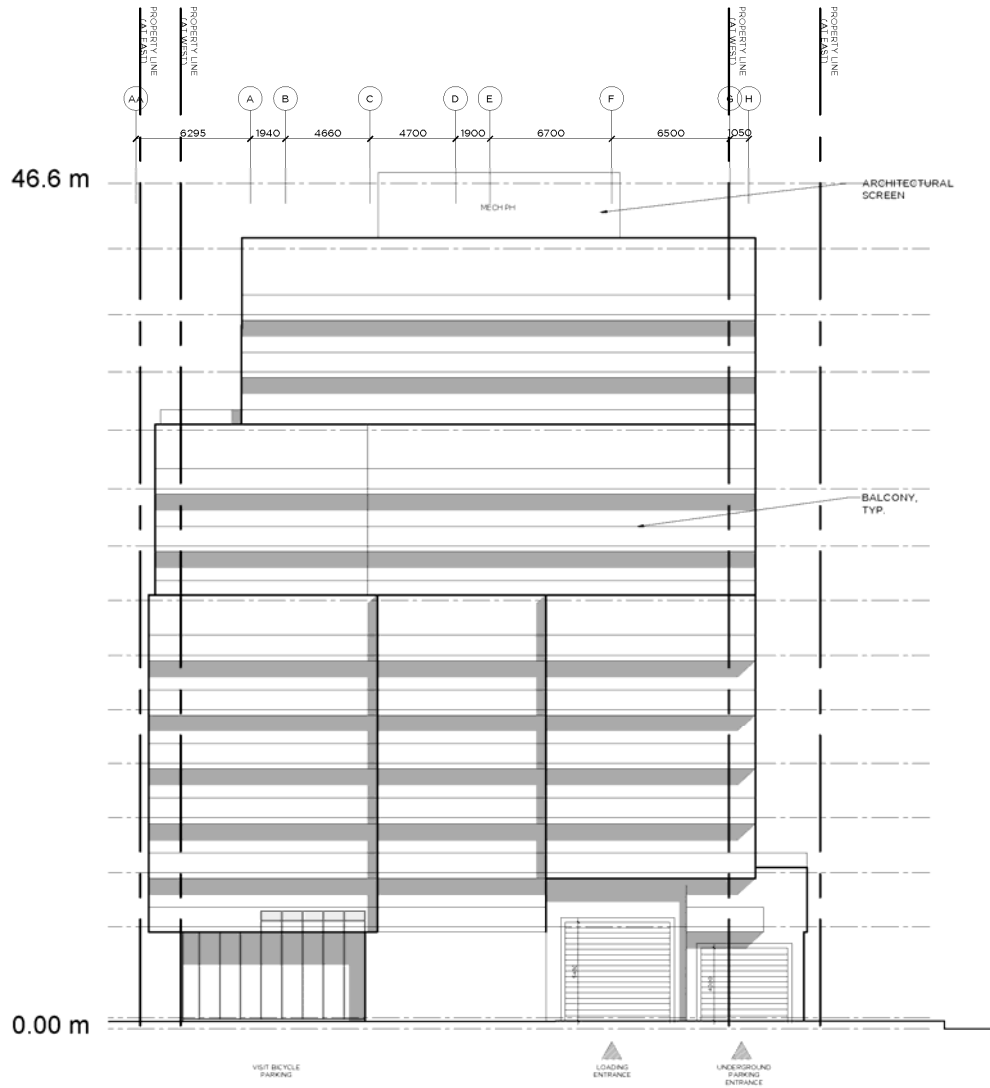 PROPERTY LINE
(AT EAST)
PROPERTY LINE
(AT WEST)
PROPERTY LINE
(AT WEST)
PROPERTY LINE
(AT EAST)
AA
A
B
C
D
E
F
G
H
6295
1940
4660
4700
1900
6700
6500
1050
46.6 m
MECH PH
ARCHITECTURAL
SCREEN
BALCONY,
TYP.
0.00 m
VISIT BICYCLE
PARKING
LOADING
ENTRANCE
UNDERGROUND
PARKING
ENTRANCE